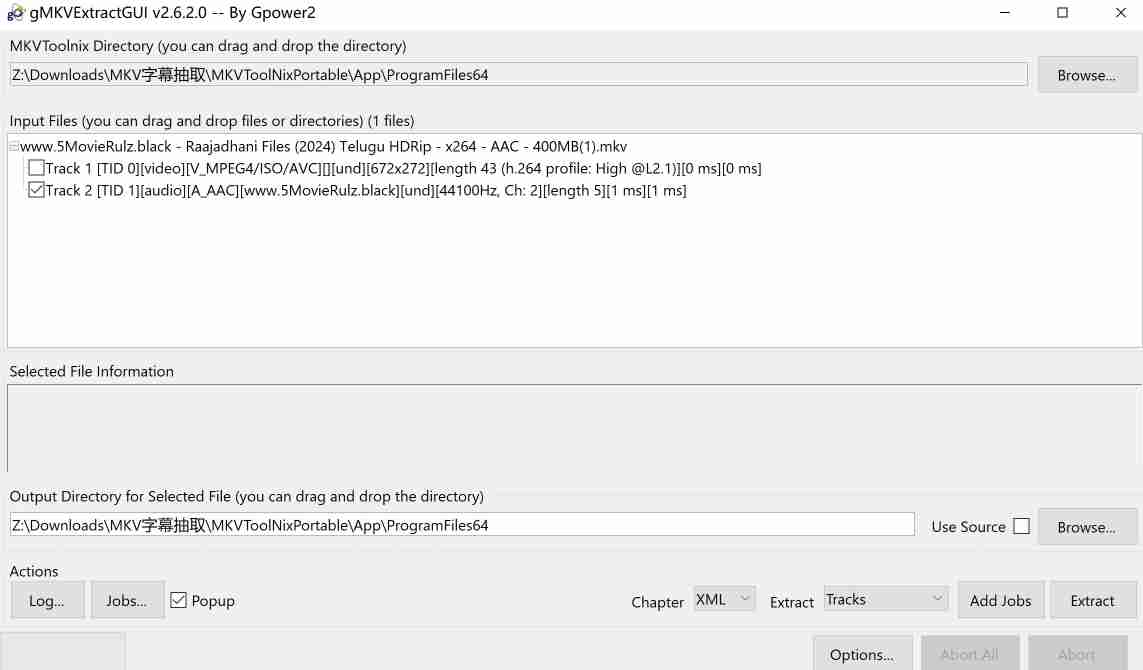 gMKVExtractGUI v2.6.2.0 -- By Gpower2
MKVToolnix Directory (you can drag and drop the directory)
Z:\Downloads\MKV字幕抽取\MKVToolNixPortable\App\ProgramFiles64
Browse...
Input Files (you can drag and drop files or directories) (1 files)
www.5MovieRulz.black - Raajadhani Files (2024) Telugu HDRip - x264 - AAC - 400MB(1).mkv
Track 1 [TID 0][video][V_MPEG4/ISO/AVC][][und][672x272][length 43 (h.264 profile: High @L2.1)][0 ms][0 ms]
Track 2 [TID 1][audio][A_AAC][www.5MovieRulz.black][und][44100Hz, Ch: 2][length 5][1 ms][1 ms]
Selected File Information
Output Directory for Selected File (you can drag and drop the directory)
Z:\Downloads\MKV字幕抽取\MKVToolNixPortable\App\ProgramFiles64
Use Source
Browse...
Actions
Log...
Jobs...
Popup
Chapter
XML
Extract
Tracks
Add Jobs
Extract
Options...
Abort All
Abort